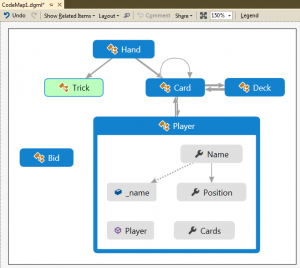 CodeMap1.dgml*
Undo Show Related Items Layout Comment Share 150% Legend
Hand
Trick Card Deck
Player
Name
Bid
_name Position
Player Cards